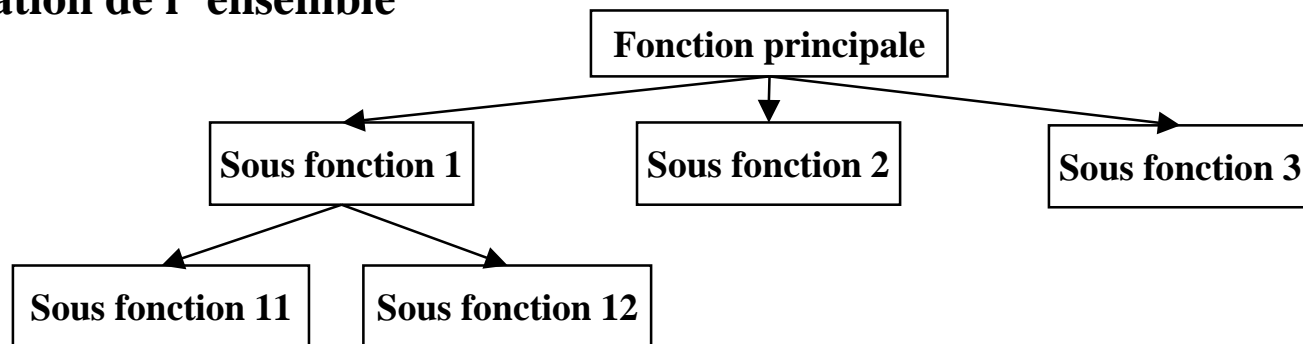 de l' ensemble
Fonction principale
Sous fonction 1
Sous fonction 2
Sous fonction 3
Sous fonction 11
Sous fonction 12